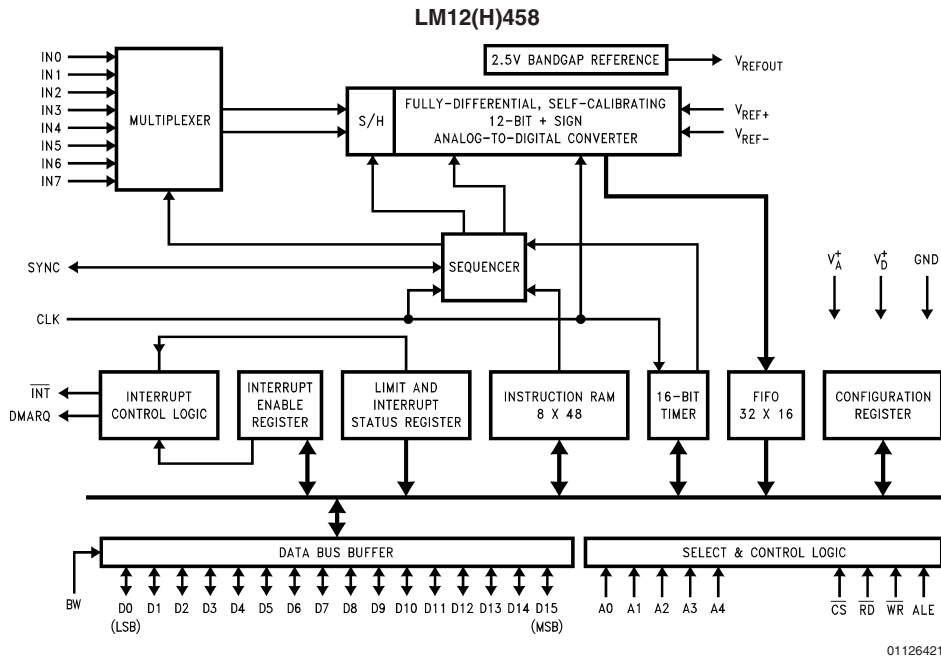 LM12(H)458
2.5V BANDGAP REFERENCE
VREFOUT
IN0
IN1
IN2
IN3
IN4
IN5
IN6
IN7
MULTIPLEXER
S/H
FULLY-DIFFERENTIAL, SELF-CALIBRATING
12-BIT + SIGN
ANALOG-TO-DIGITAL CONVERTER
VREF+
VREF-
SEQUENCER
SYNC
CLK
V+A
V+D
GND
INT
DMARQ
INTERRUPT
CONTROL LOGIC
INTERRUPT
ENABLE
REGISTER
LIMIT AND
INTERRUPT
STATUS REGISTER
INSTRUCTION RAM
8 X 48
16-BIT
TIMER
FIFO
32 X 16
CONFIGURATION
REGISTER
DATA BUS BUFFER
SELECT & CONTROL LOGIC
BW
D0
(LSB)
D1
D2
D3
D4
D5
D6
D7
D8
D9
D10
D11
D12
D13
D14
D15
(MSB)
A0
A1
A2
A3
A4
CS
RD
WR
ALE
01126421